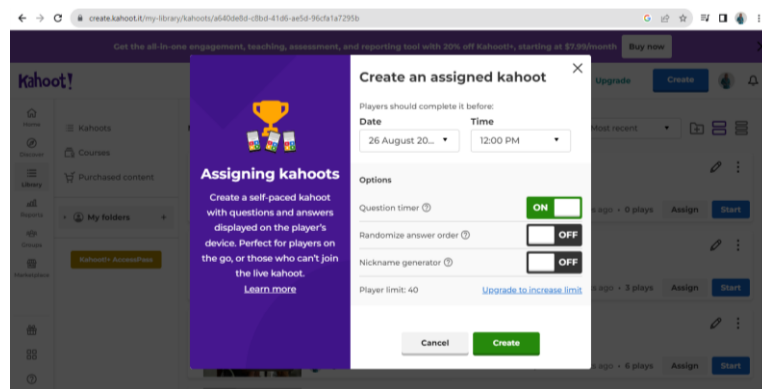 create.kahoot.it/my-library/kahoots/a640de8d-c8bd-41d6-ae5d-96cfa1a7295b
Get the all-in-one engagement, teaching, assessment, and reporting tool with 20% off Kahoot!+, starting at $7.99/month
Buy now
Kahoot!
Upgrade
Create
Home
Discover
Library
Reports
Groups
Marketplace
Kahoots
Courses
Purchased content
My folders
+
Kahoot!+ AccessPass
Assigning kahoots
Create a self-paced kahoot
with questions and answers
displayed on the player's
device. Perfect for players on
the go, or those who can't join
the live kahoot.
Learn more
Create an assigned kahoot
Players should complete it before:
Date Time
26 August 20... 12:00 PM
Options
Question timer ON
Randomize answer order OFF
Nickname generator OFF
Player limit: 40 Upgrade to increase limit
Cancel Create
Most recent
ago • 0 plays Assign Start
ago • 3 plays Assign Start
ago • 6 plays Assign Start